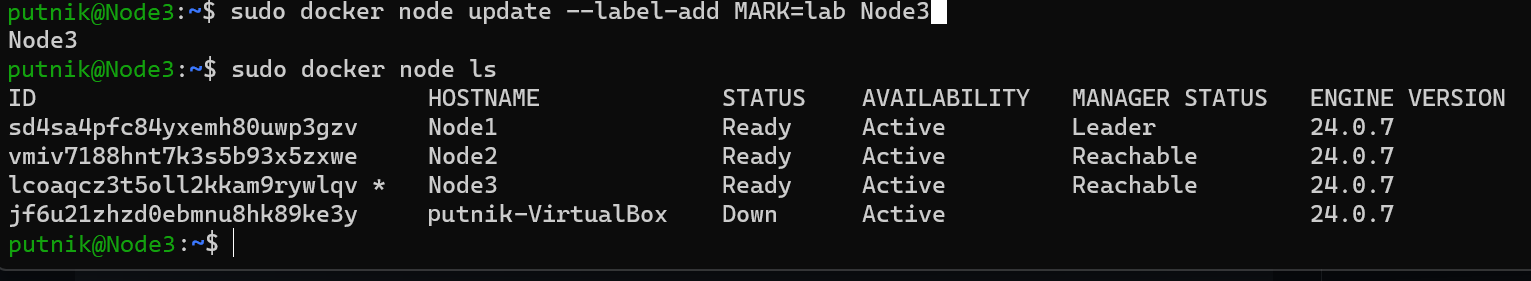 putnik@Node3:~$ sudo docker node update --label-add MARK=lab Node3
Node3
putnik@Node3:~$ sudo docker node ls
ID HOSTNAME STATUS AVAILABILITY MANAGER STATUS ENGINE VERSION
sd4sa4pfc84yxemh80uwp3gzv Node1 Ready Active Leader 24.0.7
vmiv7188hnt7k3s5b93x5zxwe Node2 Ready Active Reachable 24.0.7
lcoaqcz3t5oll2kkam9rywlqv * Node3 Ready Active Reachable 24.0.7
jf6u21zhzd0ebmnu8hk89ke3y putnik-VirtualBox Down Active 24.0.7
putnik@Node3:~$